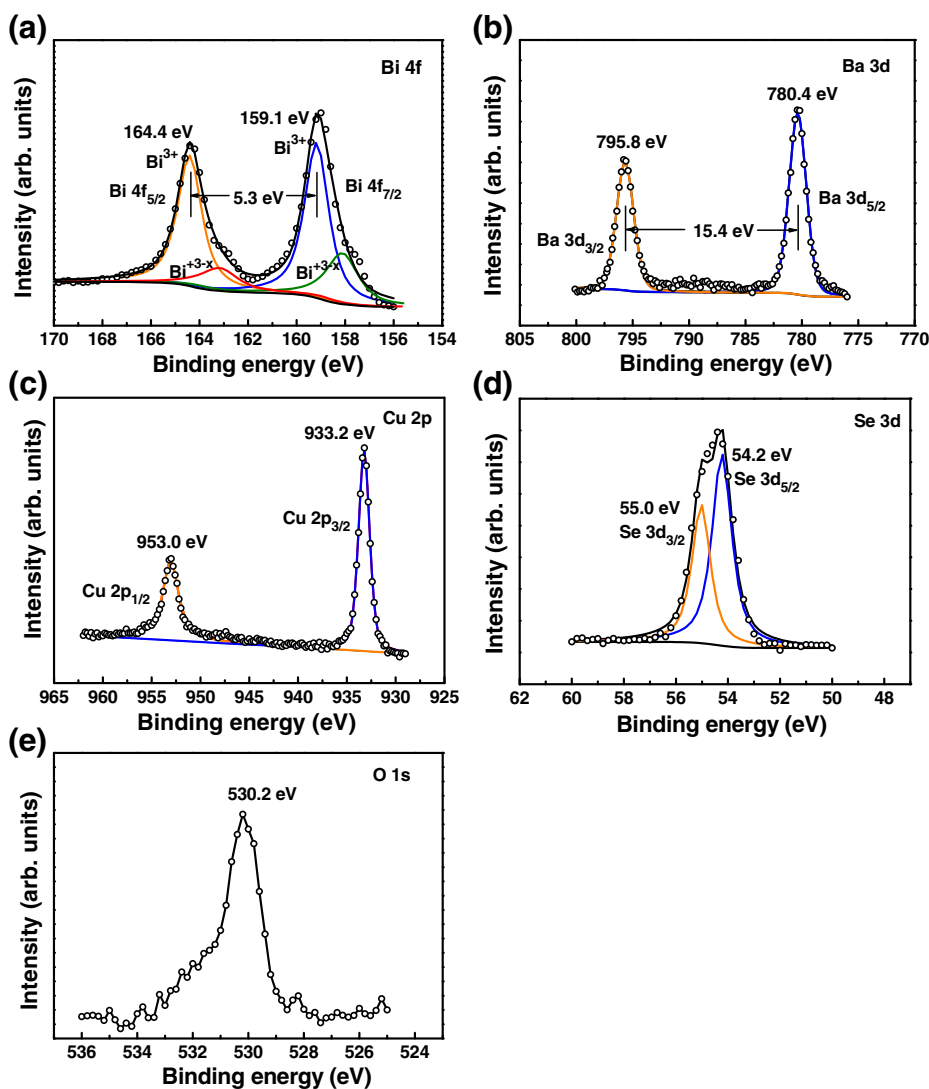 (a)
Bi 4f
164.4 eV
Bi³⁺
Bi 4f₅/₂
159.1 eV
Bi³⁺
Bi 4f₇/₂
5.3 eV
Bi⁺³⁻ˣ
Bi⁺³⁻ˣ
Intensity (arb. units)
170 168 166 164 162 160 158 156 154
Binding energy (eV)
(b)
Ba 3d
780.4 eV
795.8 eV
Ba 3d₅/₂
Ba 3d₃/₂
15.4 eV
Intensity (arb. units)
805 800 795 790 785 780 775 770
Binding energy (eV)
(c)
Cu 2p
933.2 eV
Cu 2p₃/₂
953.0 eV
Cu 2p₁/₂
Intensity (arb. units)
965 960 955 950 945 940 935 930 925
Binding energy (eV)
(d)
Se 3d
54.2 eV
Se 3d₅/₂
55.0 eV
Se 3d₃/₂
Intensity (arb. units)
62 60 58 56 54 52 50 48
Binding energy (eV)
(e)
O 1s
530.2 eV
Intensity (arb. units)
536 534 532 530 528 526 524
Binding energy (eV)